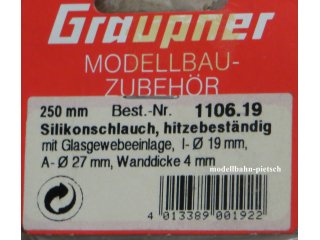 Graupner
MODELLBAU-
ZUBEHÖR
250 mm Best.-Nr. 1106.19
Silikonschlauch, hitzebeständig
mit Glasgewebeeinlage, I- Ø 19 mm,
A- Ø 27 mm, Wanddicke 4 mm
modellbahn-pietsch
4 013389 001922